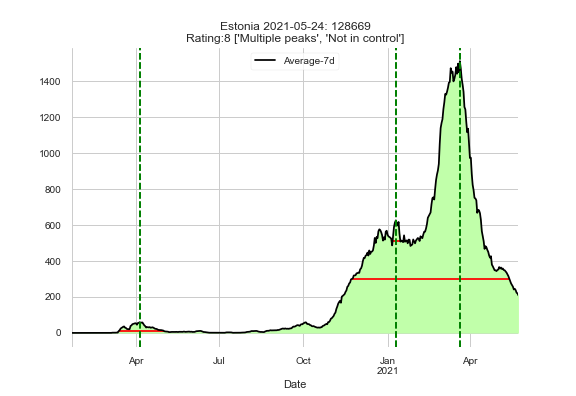 Estonia 2021-05-24: 128669
Rating:8 ['Multiple peaks', 'Not in control']
Average-7d
1400
1200
1000
800
600
400
200
0
Apr Jul Oct Jan Apr
2021
Date